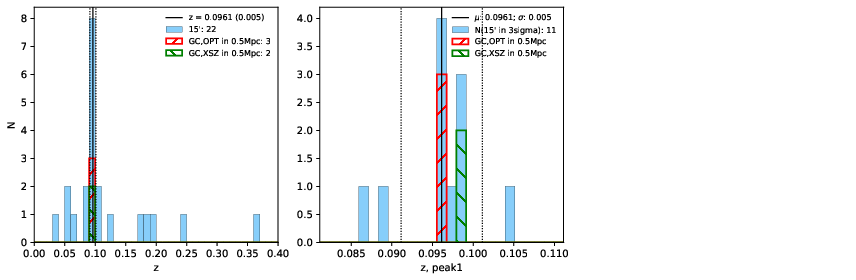 z = 0.0961 (0.005)
15': 22
GC,OPT in 0.5Mpc: 3
GC,XSZ in 0.5Mpc: 2
8
7
6
5
4
3
2
1
0
N
0.00 0.05 0.10 0.15 0.20 0.25 0.30 0.35 0.40
z
μ: 0.0961; σ: 0.005
N(15' in 3sigma): 11
GC,OPT in 0.5Mpc
GC,XSZ in 0.5Mpc
4.0
3.5
3.0
2.5
2.0
1.5
1.0
0.5
0.0
0.085 0.090 0.095 0.100 0.105 0.110
z, peak1